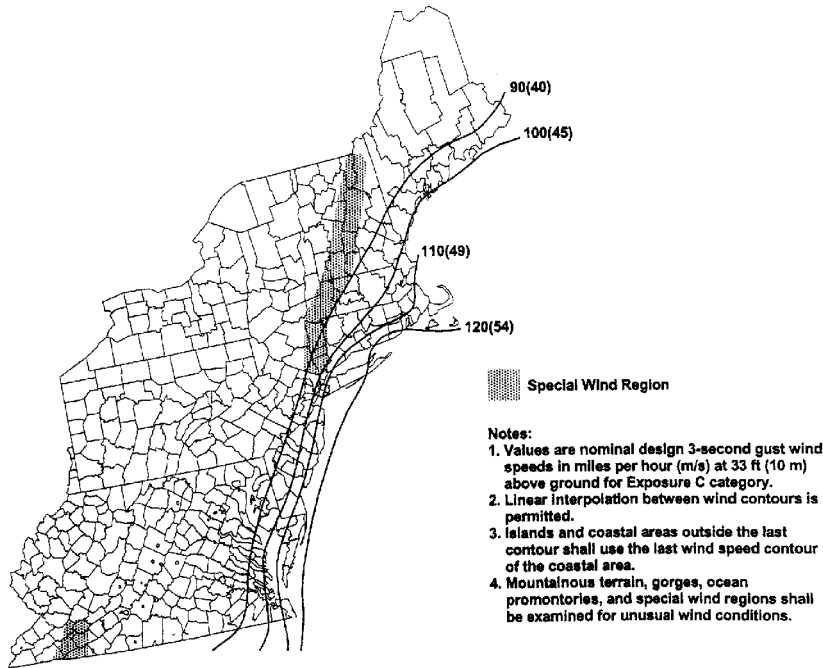 90(40)
100(45)
110(49)
120(54)
Special Wind Region
Notes:
1. Values are nominal design 3-second gust wind
speeds in miles per hour (m/s) at 33 ft (10 m)
above ground for Exposure C category.
2. Linear interpolation between wind contours is
permitted.
3. Islands and coastal areas outside the last
contour shall use the last wind speed contour
of the coastal area.
4. Mountainous terrain, gorges, ocean
promontories, and special wind regions shall
be examined for unusual wind conditions.